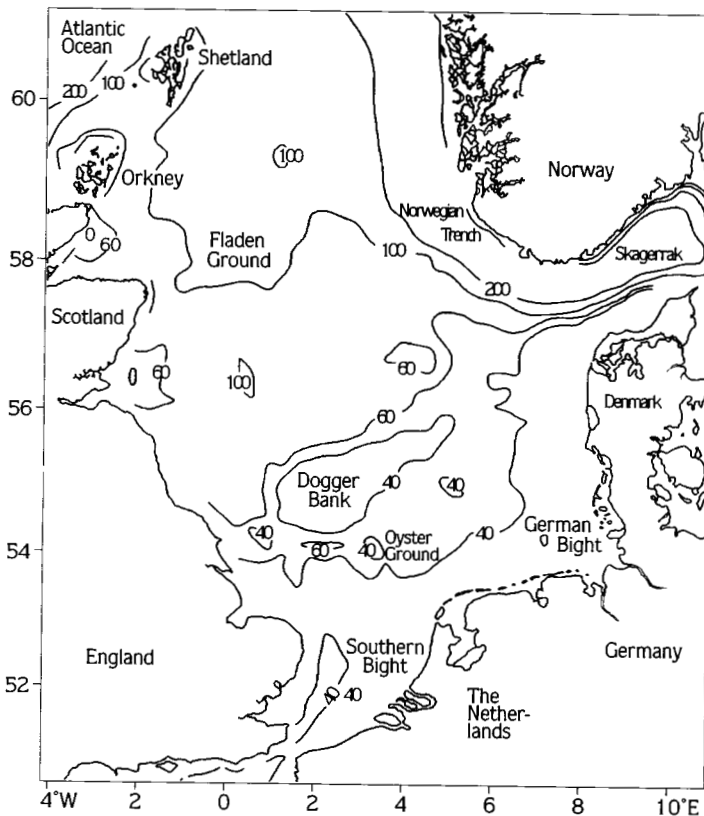 Atlantic
Ocean
Shetland
200
100
60
100
Orkney
Norway
Norwegian
Trench
0
60
Fladen
Ground
100
Skagerrak
58
200
Scotland
60
100
60
60
Denmark
56
Dogger
Bank
40
40
40
60
40
Oyster
Ground
40
German
Bight
54
England
Southern
Bight
Germany
52
40
40
The
Nether-
lands
4°W
2
0
2
4
6
8
10°E